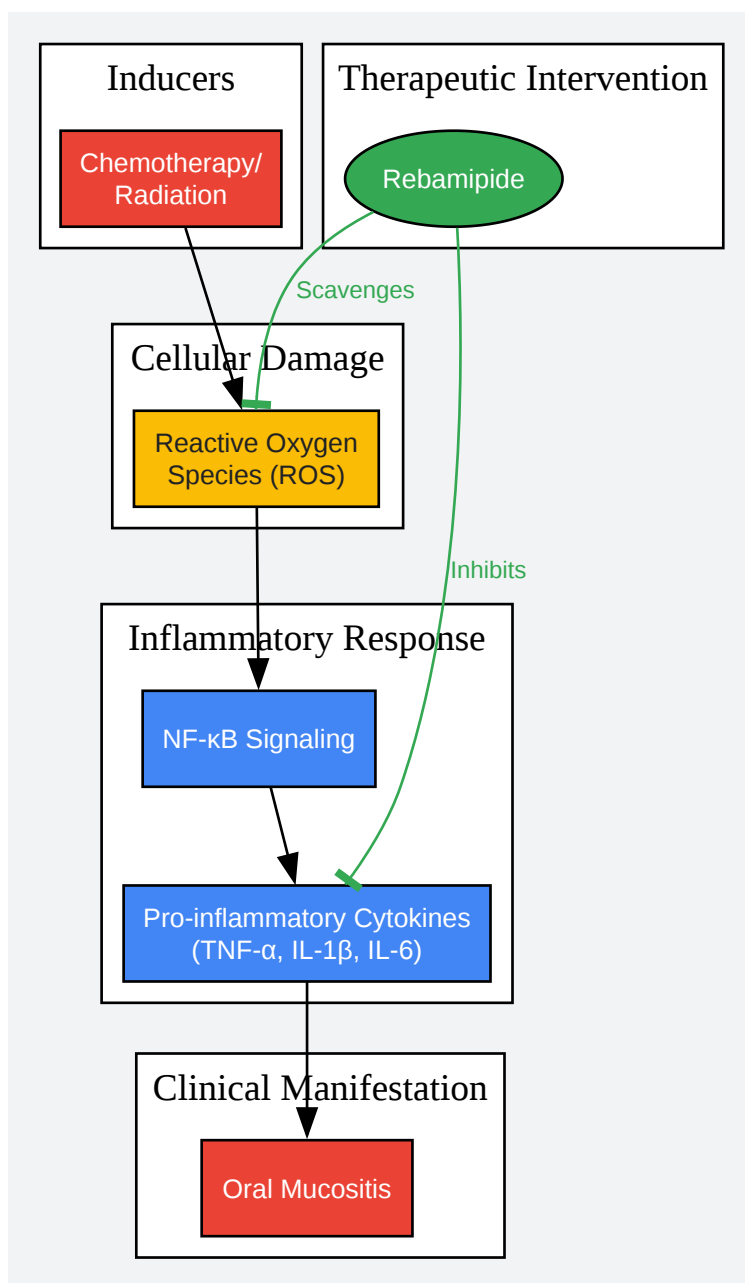 Inducers
Therapeutic Intervention
Chemotherapy/
Radiation
Rebamipide
Scavenges
Cellular Damage
Reactive Oxygen
Species (ROS)
Inhibits
Inflammatory Response
NF-κB Signaling
Pro-inflammatory Cytokines
(TNF-α, IL-1β, IL-6)
Clinical Manifestation
Oral Mucositis